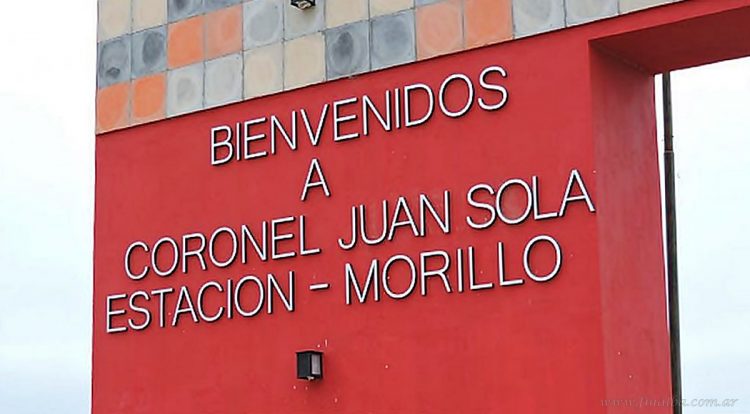 BIENVENIDOS
A
CORONEL JUAN SOLA
ESTACION - MORILLO